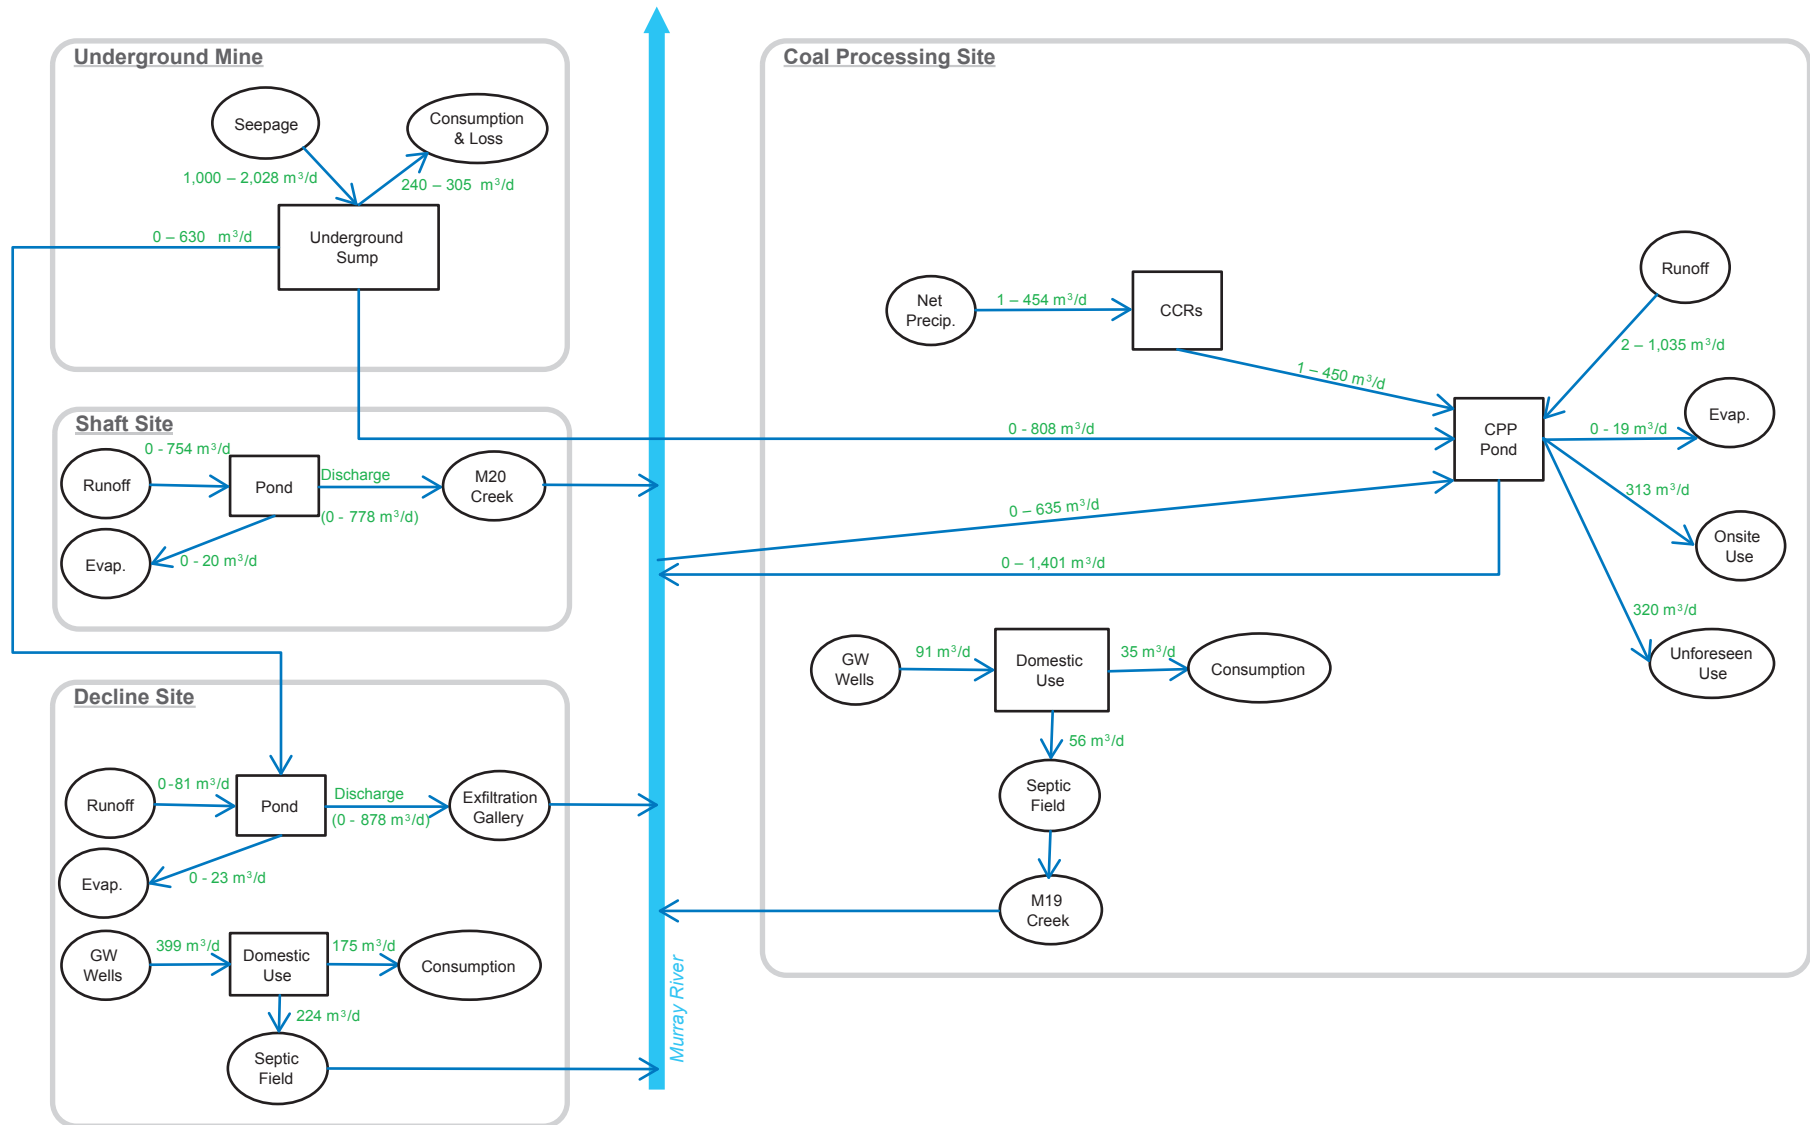 Underground Mine
Seepage
Consumption
& Loss
1,000 – 2,028 m³/d
240 – 305 m³/d
0 – 630 m³/d
Underground
Sump
Shaft Site
0 - 754 m³/d
Runoff
Pond
Discharge
(0 - 778 m³/d)
M20
Creek
Evap.
0 - 20 m³/d
Decline Site
Runoff
0-81 m³/d
Pond
Discharge
(0 - 878 m³/d)
Exfiltration
Gallery
Evap.
0 - 23 m³/d
GW
Wells
399 m³/d
Domestic
Use
175 m³/d
Consumption
224 m³/d
Septic
Field
Murray River
Coal Processing Site
Net
Precip.
1 – 454 m³/d
CCRs
Runoff
2 – 1,035 m³/d
1 – 450 m³/d
0 - 808 m³/d
CPP
Pond
0 - 19 m³/d
Evap.
313 m³/d
Onsite
Use
0 – 635 m³/d
0 – 1,401 m³/d
320 m³/d
Unforeseen
Use
GW
Wells
91 m³/d
Domestic
Use
35 m³/d
Consumption
56 m³/d
Septic
Field
M19
Creek